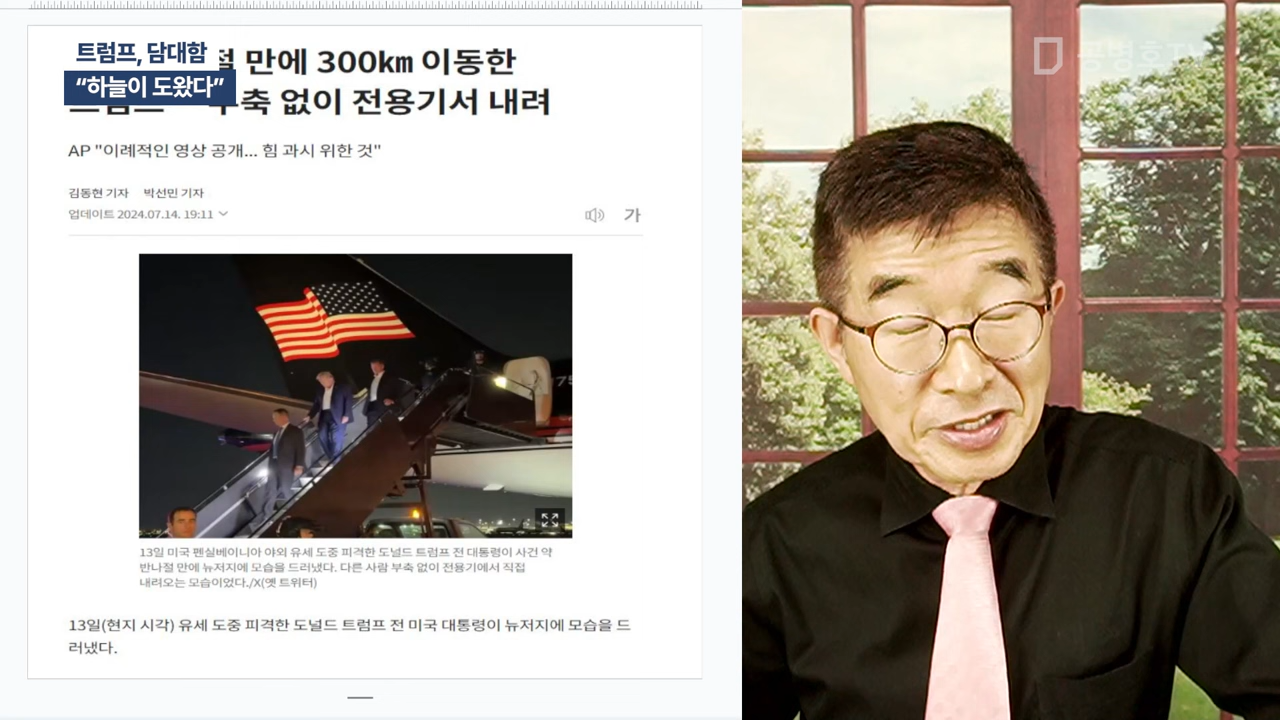 트럼프, 담대함
“하늘이 도왔다”
만에 300km 이동한
없이 전용기서 내려
AP "이례적인 영상 공개... 힘 과시 위한 것"
김동현 기자 박선민 기자
업데이트 2024.07.14. 19:11
가
13일 미국 펜실베이니아 야외 유세 도중 피격한 도널드 트럼프 전 대통령이 사건 약
반나절 만에 뉴저지에 모습을 드러냈다. 다른 사람 부축 없이 전용기에서 직접
내려오는 모습이었다./X(옛 트위터)
13일(현지 시각) 유세 도중 피격한 도널드 트럼프 전 미국 대통령이 뉴저지에 모습을 드
러냈다.
공병호TV